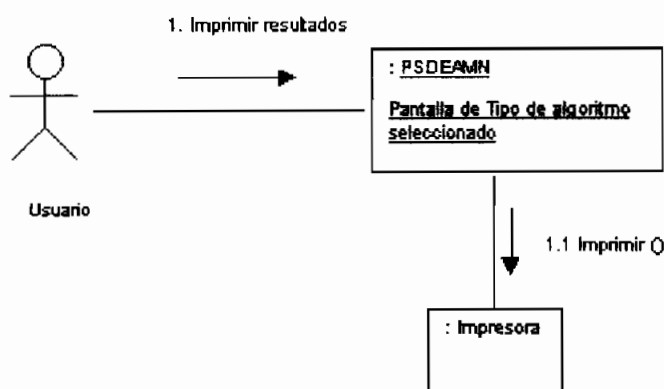 1. Imprimir resultados
: PSDEAMN
Pantalla de Tipo de algoritmo
seleccionado
Usuario
1.1 Imprimir ()
: Impresora